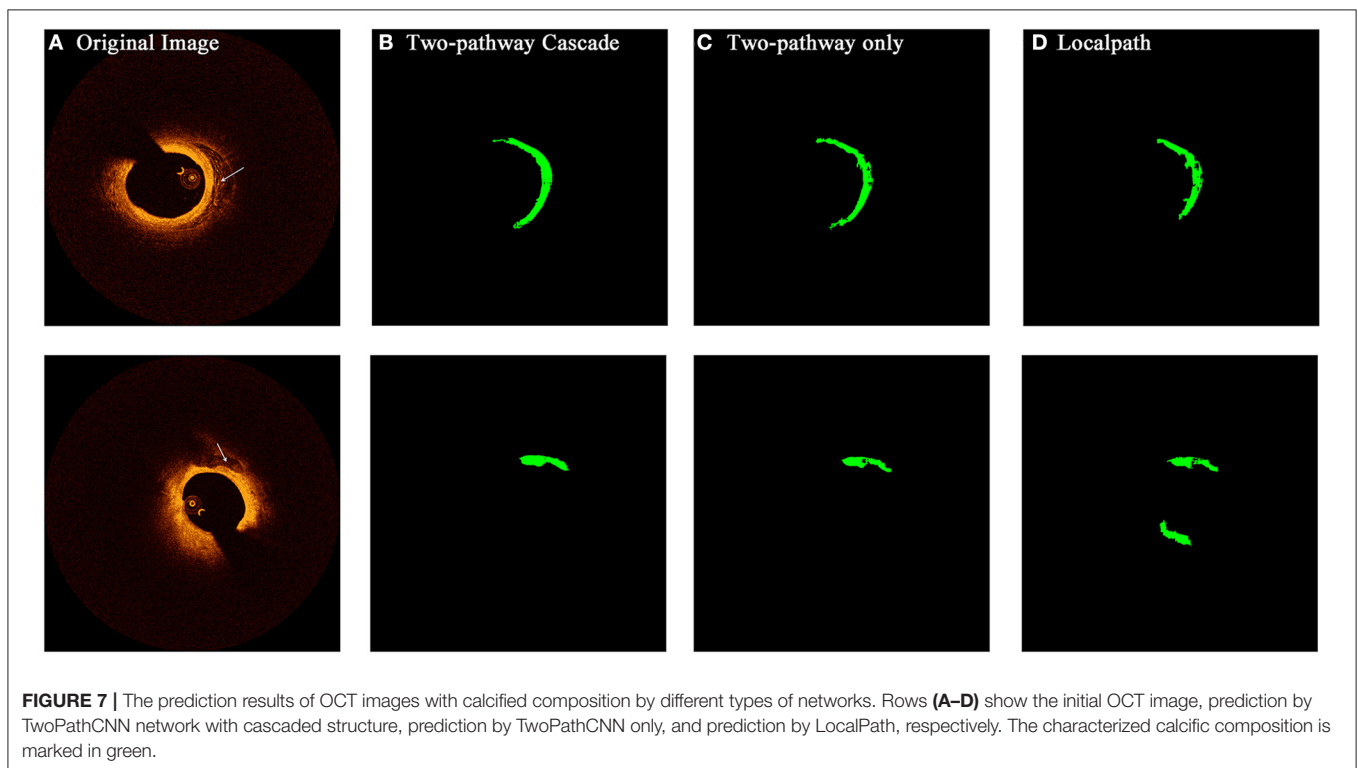 A Original Image
B Two-pathway Cascade
C Two-pathway only
D Localpath
FIGURE 7 | The prediction results of OCT images with calcified composition by different types of networks. Rows (A–D) show the initial OCT image, prediction by
TwoPathCNN network with cascaded structure, prediction by TwoPathCNN only, and prediction by LocalPath, respectively. The characterized calcific composition is
marked in green.